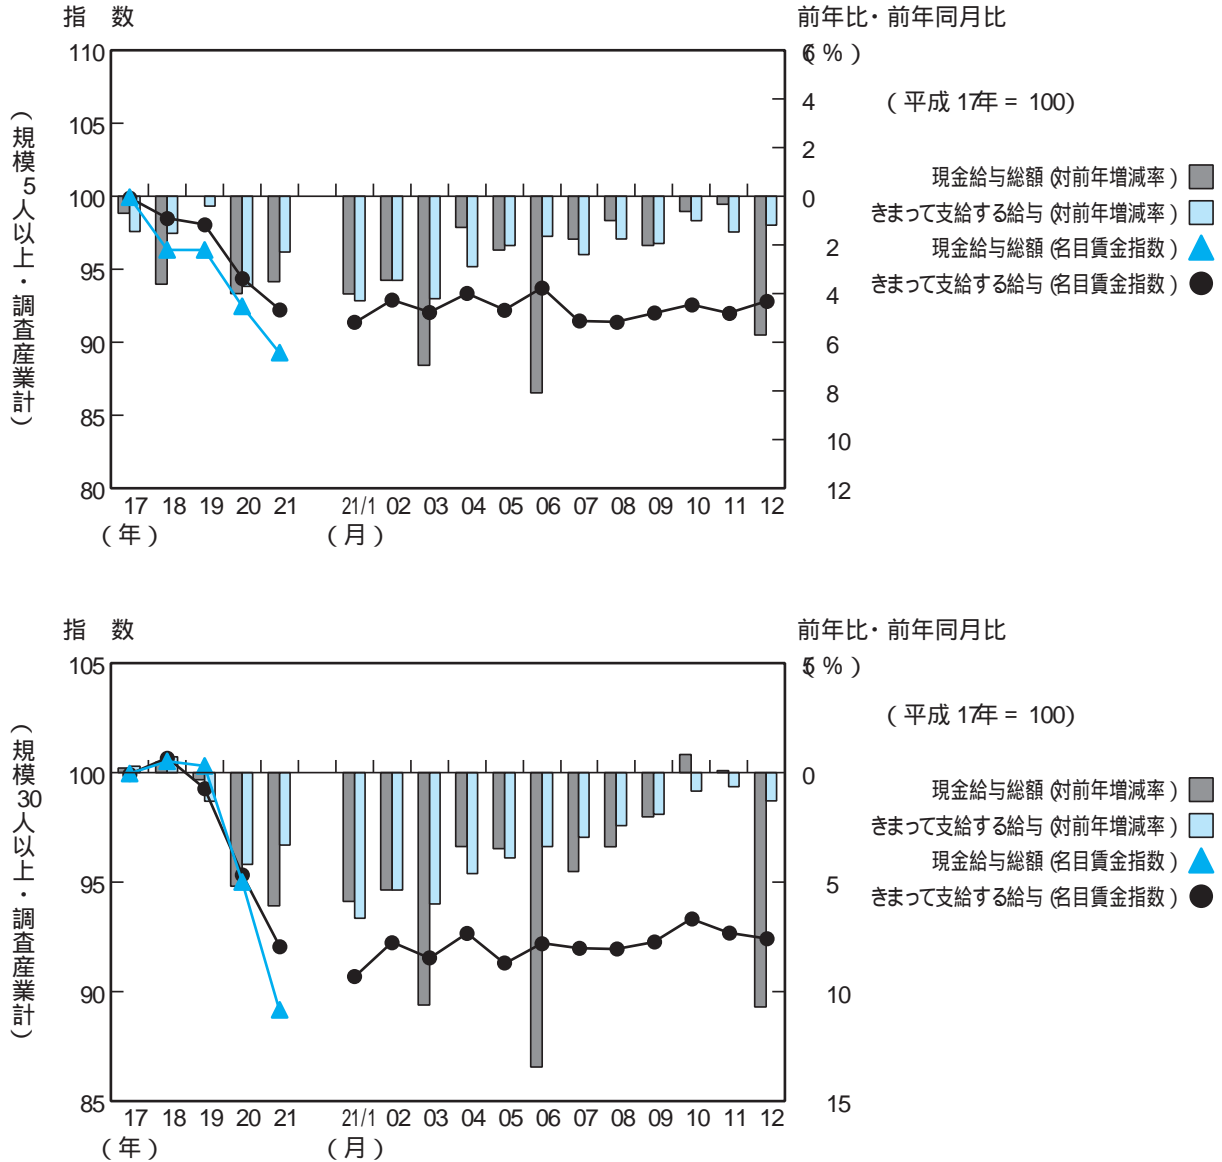 指　数
前年比・前年同月比
(%)
110
105
100
95
90
85
80
6
4
2
0
2
4
6
8
10
12
(規模5人以上・調査産業計)
(平成17年=100)
現金給与総額(対前年増減率)
きまって支給する給与(対前年増減率)
現金給与総額(名目賃金指数)
きまって支給する給与(名目賃金指数)
17 18 19 20 21 21/1 02 03 04 05 06 07 08 09 10 11 12
(年) (月)
指　数
前年比・前年同月比
(%)
105
100
95
90
85
5
0
5
10
15
(規模30人以上・調査産業計)
(平成17年=100)
現金給与総額(対前年増減率)
きまって支給する給与(対前年増減率)
現金給与総額(名目賃金指数)
きまって支給する給与(名目賃金指数)
17 18 19 20 21 21/1 02 03 04 05 06 07 08 09 10 11 12
(年) (月)